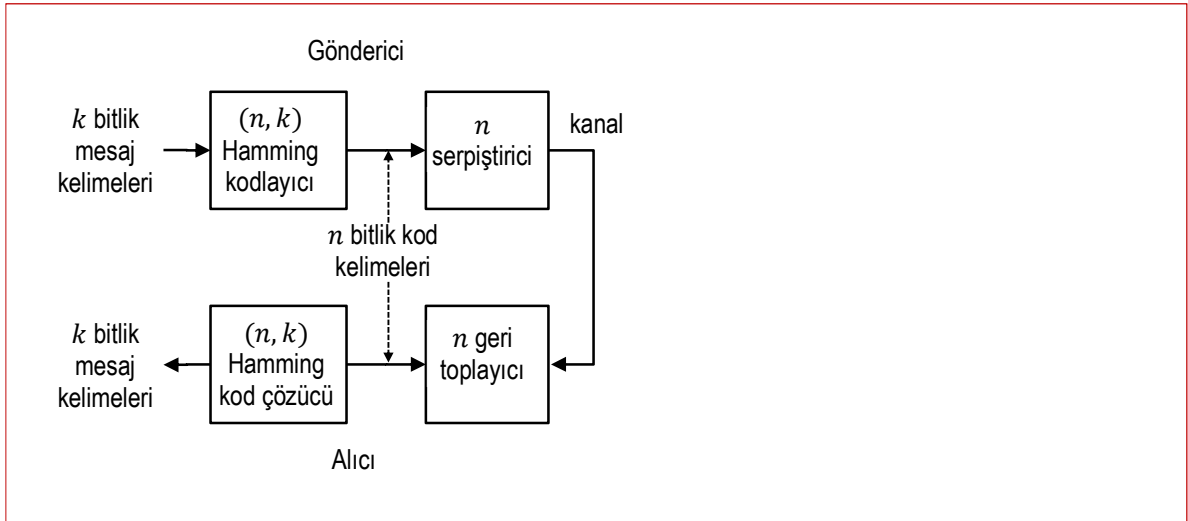 Gönderici
k bitlik
mesaj
kelimeleri
(n, k)
Hamming
kodlayıcı
n
serpiştirici
kanal
n bitlik kod
kelimeleri
k bitlik
mesaj
kelimeleri
(n, k)
Hamming
kod çözücü
n geri
toplayıcı
Alıcı